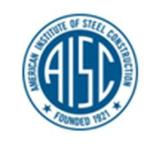 AMERICAN INSTITUTE OF STEEL CONSTRUCTION
AISC
FOUNDED 1921